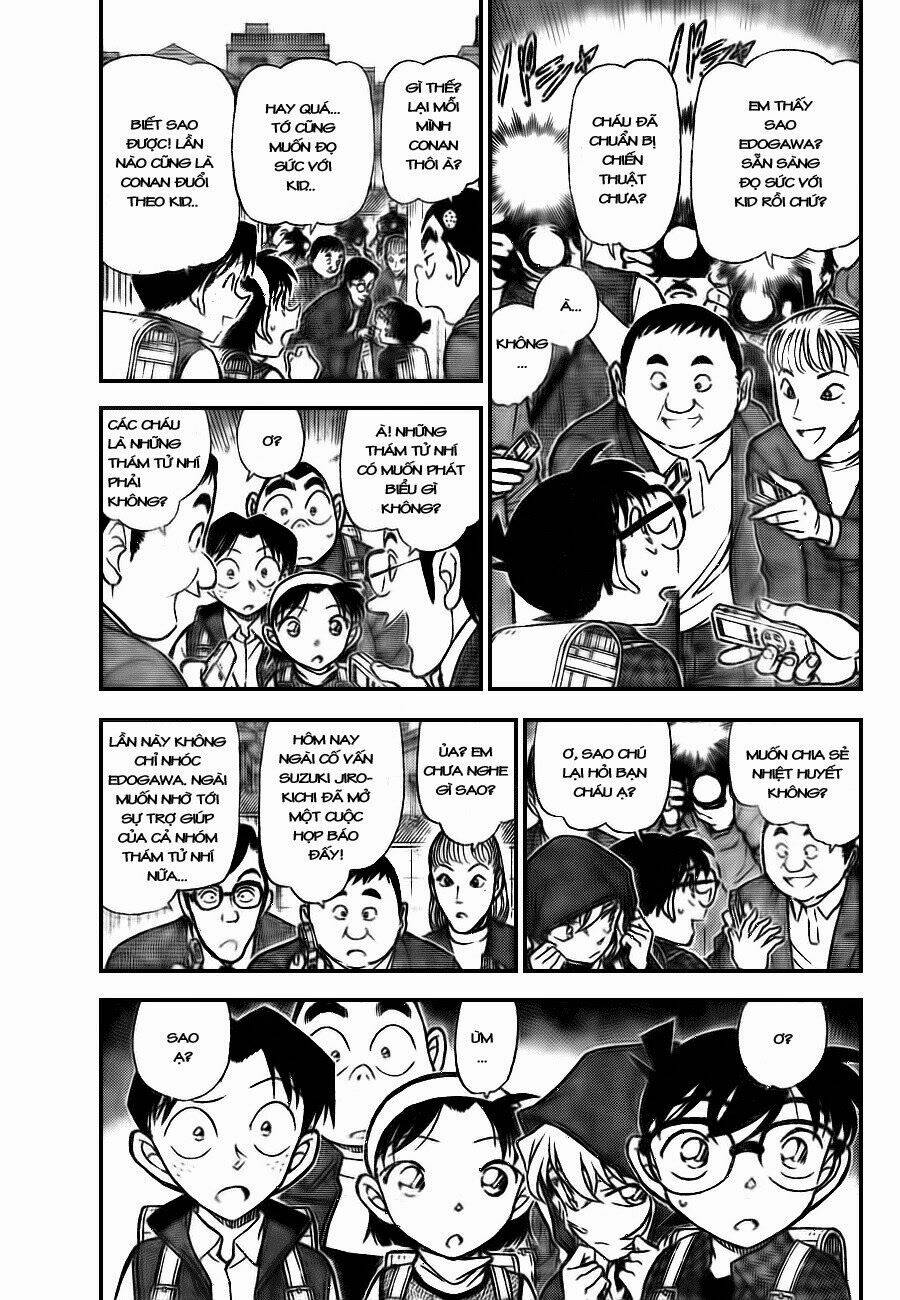 EM THẤY
SAO
EDOGAWA?
SẴN SÀNG
ĐỌ SỨC VỚI
KID RỒI CHỨ?
CHÁU ĐÃ
CHUẨN BỊ
CHIẾN
THUẬT
CHƯA?
À...
KHÔNG
...
GÌ THẾ?
LẠI MỖI
MÌNH
CONAN
THÔI À?
HAY QUÁ...
TỚ CŨNG
MUỐN ĐỌ
SỨC VỚI
KID..
BIẾT SAO
ĐƯỢC! LẦN
NÀO CŨNG LÀ
CONAN ĐUỔI
THEO KID..
À! NHỮNG
THÁM TỬ NHÍ
CÓ MUỐN PHÁT
BIỂU GÌ
KHÔNG?
Ơ?
CÁC CHÁU
LÀ NHỮNG
THÁM TỬ NHÍ
PHẢI
KHÔNG?
MUỐN CHIA SẺ
NHIỆT HUYẾT
KHÔNG?
Ơ, SAO CHÚ
LẠI HỎI BẠN
CHÁU Ạ?
ỦA? EM
CHƯA NGHE
GÌ SAO?
HÔM NAY
NGÀI CỐ VẤN
SUZUKI JIRO-
KICHI ĐÃ MỞ
MỘT CUỘC
HỌP BÁO
ĐẤY!
LẦN NÀY KHÔNG
CHỈ NHÓC
EDOGAWA. NGÀI
MUỐN NHỜ TỚI
SỰ TRỢ GIÚP
CỦA CẢ NHÓM
THÁM TỬ NHÍ
NỮA...
Ơ?
ỪM
...
SAO
Ạ?